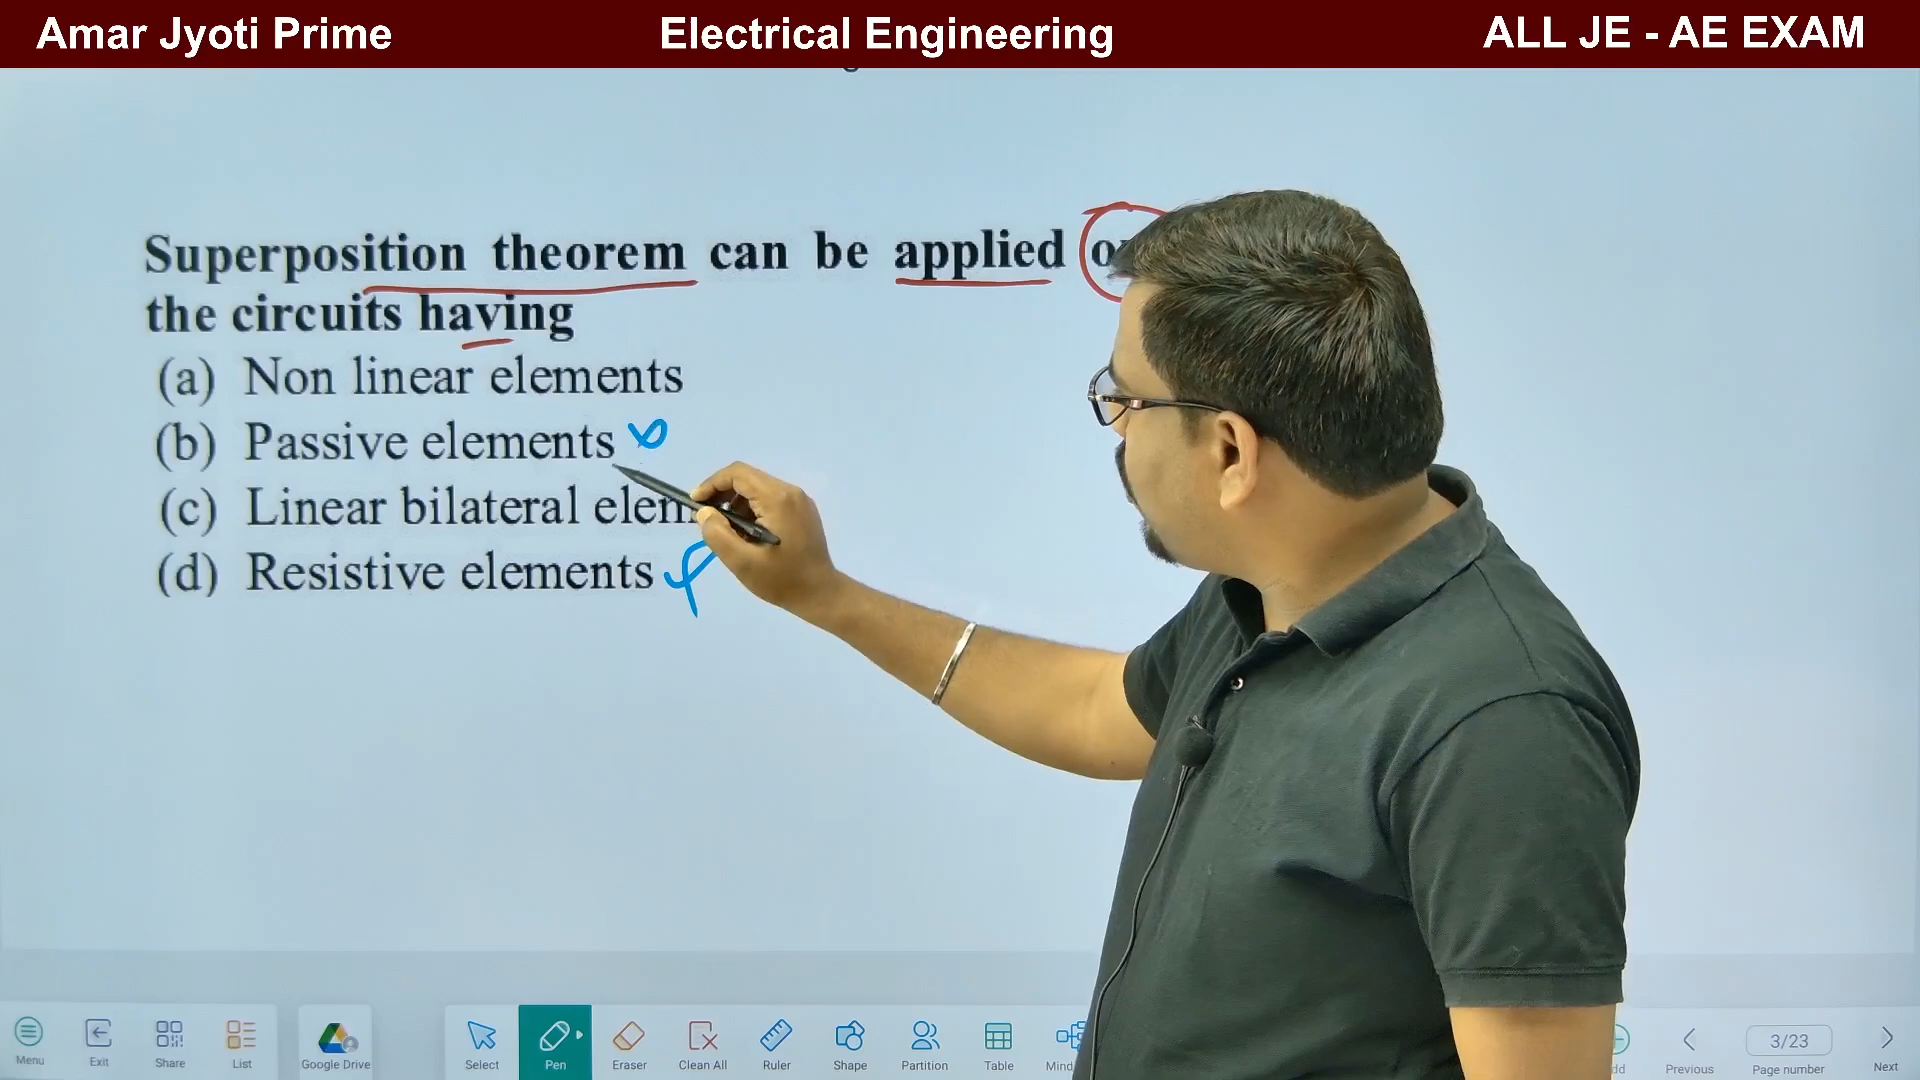 Amar Jyoti Prime Electrical Engineering ALL JE - AE EXAM
Superposition theorem can be applied
the circuits having
(a) Non linear elements
(b) Passive elements
(c) Linear bilateral
(d) Resistive elements
Menu Exit Share List Google Drive Select Pen Eraser Clean All Ruler Shape Partition Table Mind Previous 3/23 Page number Next